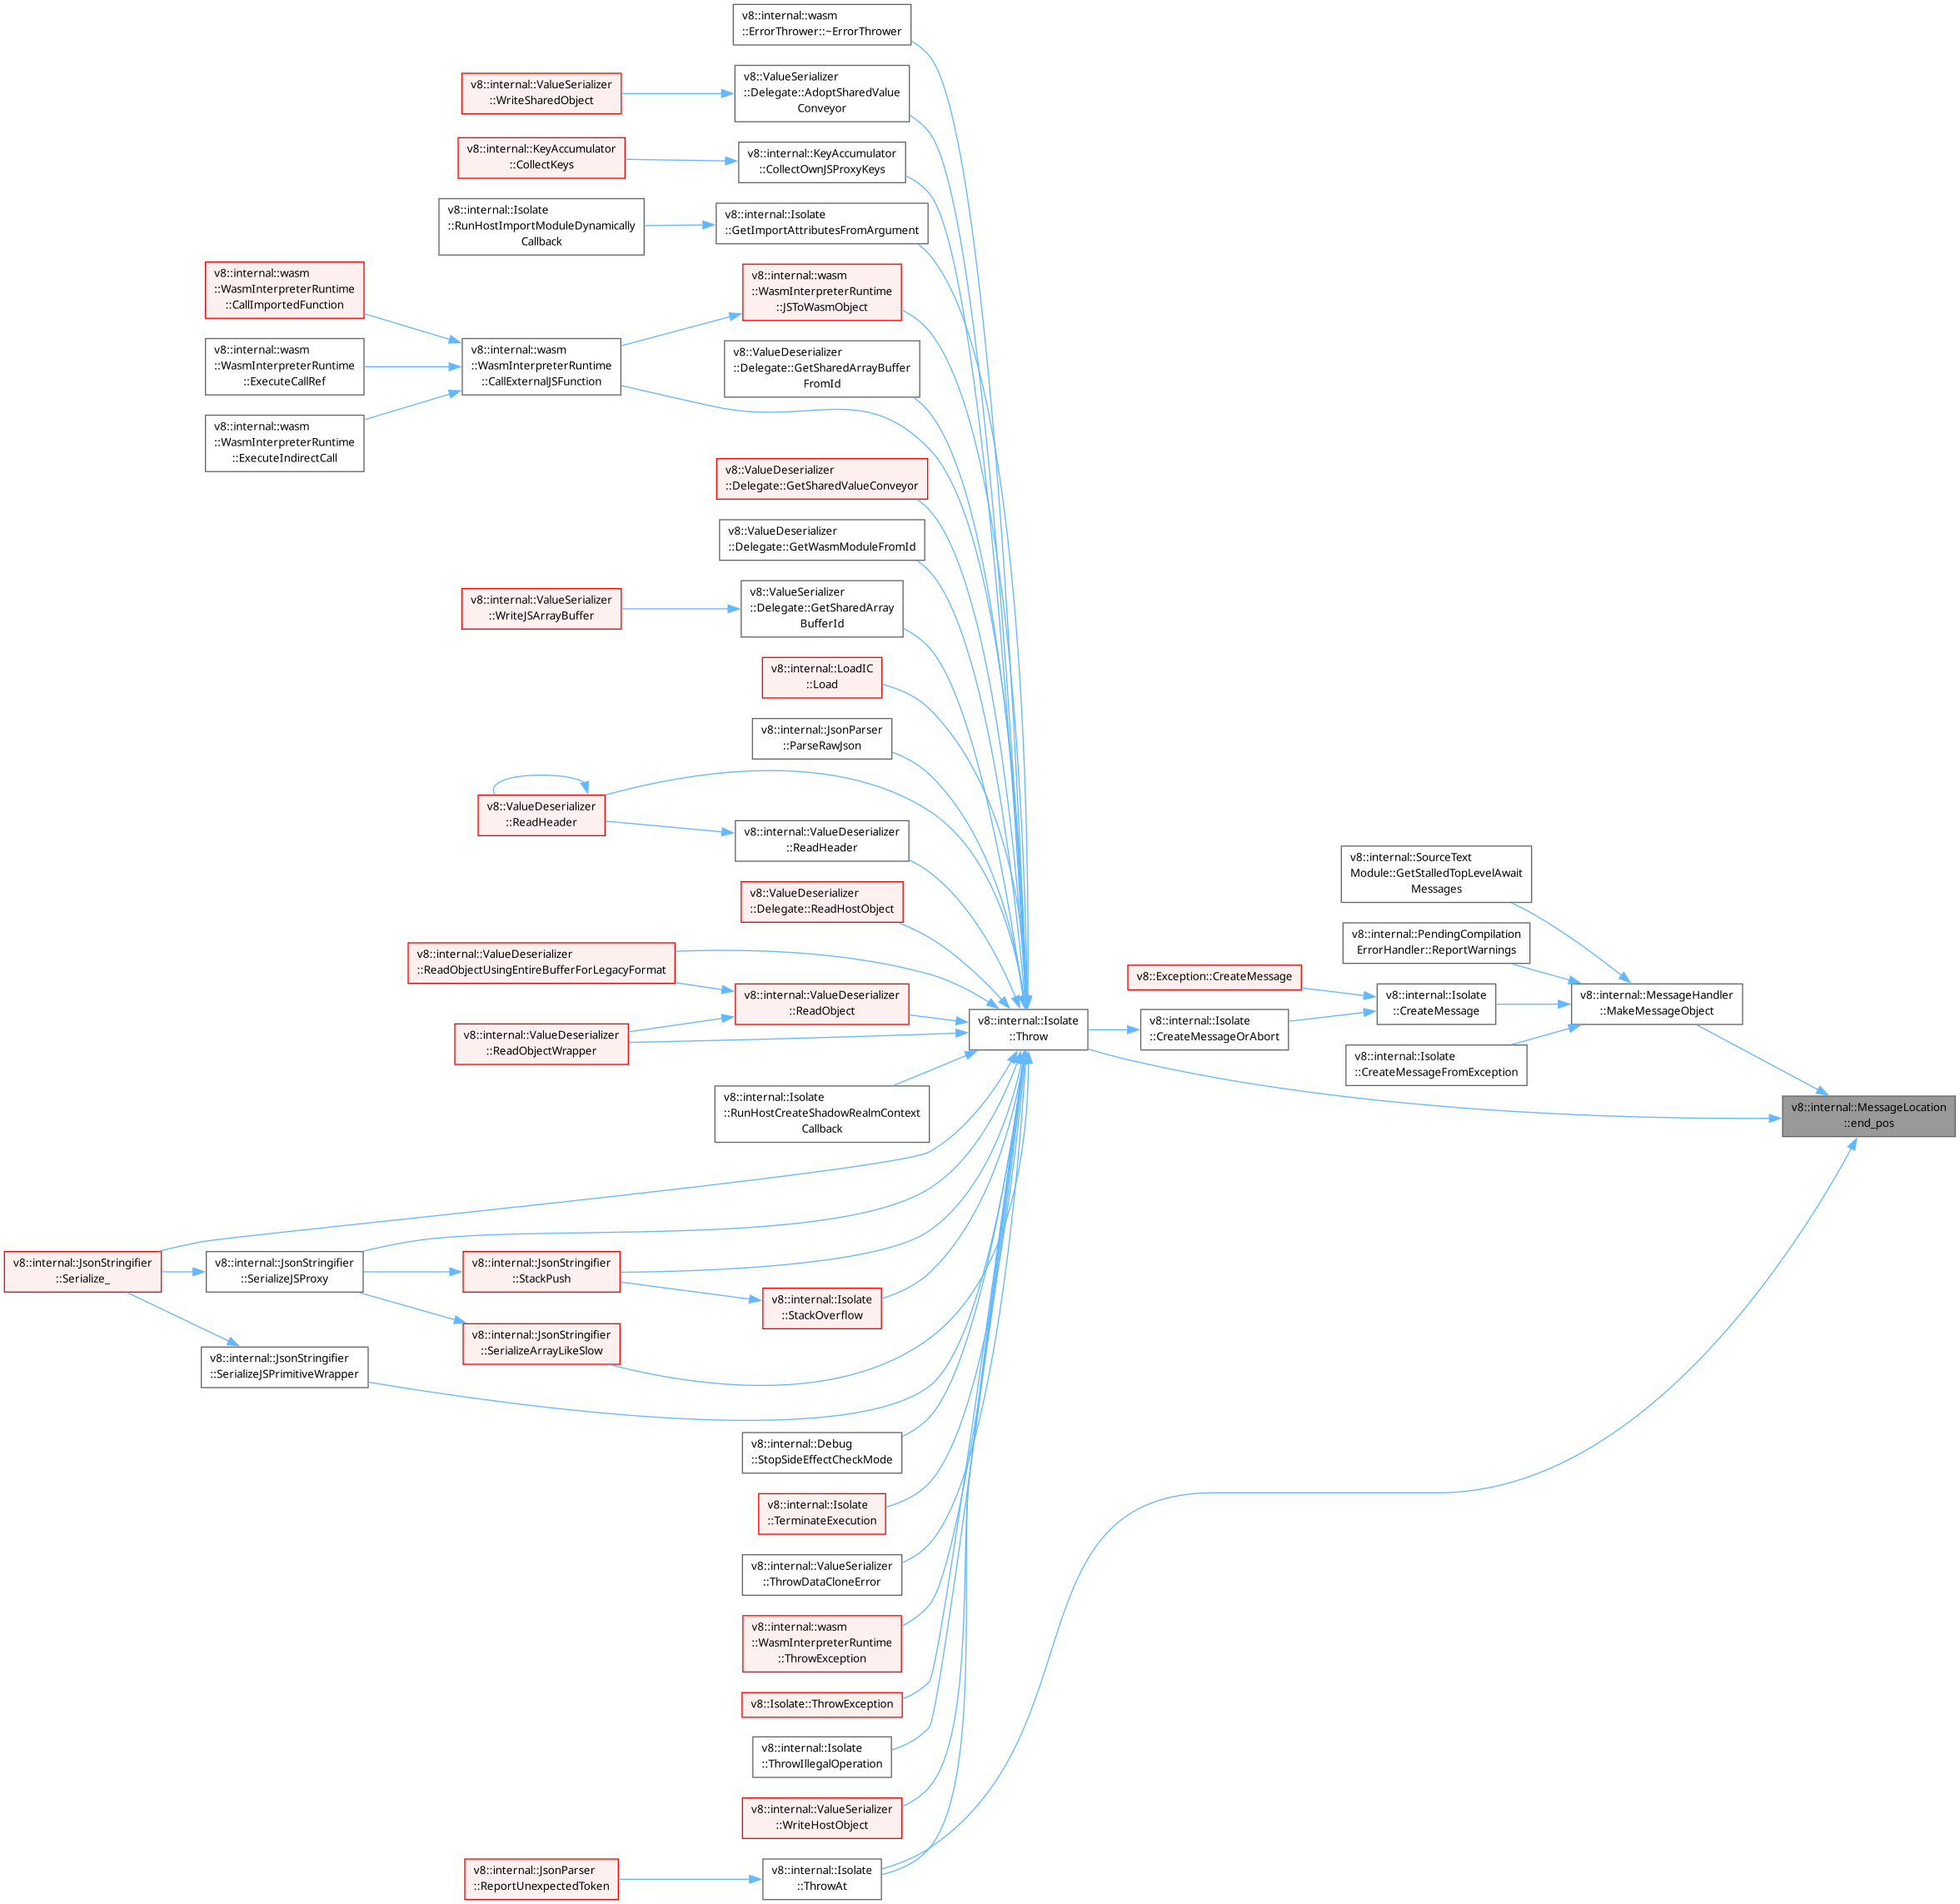 v8::internal::wasm
::ErrorThrower::~ErrorThrower
v8::internal::ValueSerializer
::WriteSharedObject
v8::ValueSerializer
::Delegate::AdoptSharedValue
Conveyor
v8::internal::KeyAccumulator
::CollectKeys
v8::internal::KeyAccumulator
::CollectOwnJSProxyKeys
v8::internal::Isolate
::RunHostImportModuleDynamically
Callback
v8::internal::Isolate
::GetImportAttributesFromArgument
v8::internal::wasm
::WasmInterpreterRuntime
::CallImportedFunction
v8::internal::wasm
::WasmInterpreterRuntime
::JSToWasmObject
v8::internal::wasm
::WasmInterpreterRuntime
::ExecuteCallRef
v8::internal::wasm
::WasmInterpreterRuntime
::CallExternalJSFunction
v8::ValueDeserializer
::Delegate::GetSharedArrayBuffer
FromId
v8::internal::wasm
::WasmInterpreterRuntime
::ExecuteIndirectCall
v8::ValueDeserializer
::Delegate::GetSharedValueConveyor
v8::ValueDeserializer
::Delegate::GetWasmModuleFromId
v8::internal::ValueSerializer
::WriteJSArrayBuffer
v8::ValueSerializer
::Delegate::GetSharedArray
BufferId
v8::internal::LoadIC
::Load
v8::internal::JsonParser
::ParseRawJson
v8::ValueDeserializer
::ReadHeader
v8::internal::ValueDeserializer
::ReadHeader
v8::internal::SourceText
Module::GetStalledTopLevelAwait
Messages
v8::ValueDeserializer
::Delegate::ReadHostObject
v8::internal::PendingCompilation
ErrorHandler::ReportWarnings
v8::internal::ValueDeserializer
::ReadObjectUsingEntireBufferForLegacyFormat
v8::Exception::CreateMessage
v8::internal::ValueDeserializer
::ReadObject
v8::internal::Isolate
::CreateMessage
v8::internal::MessageHandler
::MakeMessageObject
v8::internal::ValueDeserializer
::ReadObjectWrapper
v8::internal::Isolate
::Throw
v8::internal::Isolate
::CreateMessageOrAbort
v8::internal::Isolate
::CreateMessageFromException
v8::internal::Isolate
::RunHostCreateShadowRealmContext
Callback
v8::internal::MessageLocation
::end_pos
v8::internal::JsonStringifier
::Serialize_
v8::internal::JsonStringifier
::SerializeJSProxy
v8::internal::JsonStringifier
::StackPush
v8::internal::Isolate
::StackOverflow
v8::internal::JsonStringifier
::SerializeArrayLikeSlow
v8::internal::JsonStringifier
::SerializeJSPrimitiveWrapper
v8::internal::Debug
::StopSideEffectCheckMode
v8::internal::Isolate
::TerminateExecution
v8::internal::ValueSerializer
::ThrowDataCloneError
v8::internal::wasm
::WasmInterpreterRuntime
::ThrowException
v8::Isolate::ThrowException
v8::internal::Isolate
::ThrowIllegalOperation
v8::internal::ValueSerializer
::WriteHostObject
v8::internal::JsonParser
::ReportUnexpectedToken
v8::internal::Isolate
::ThrowAt